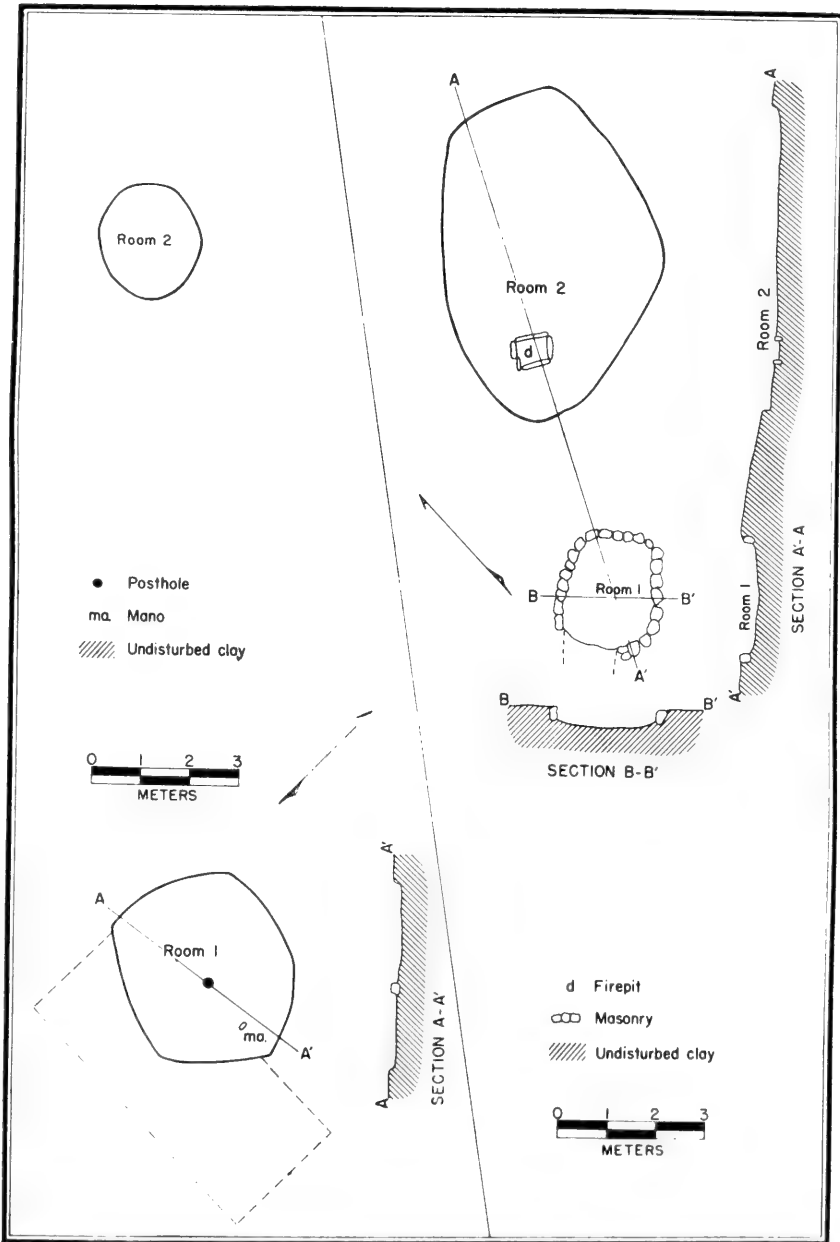 Room 2
● Posthole
ma. Mano
Undisturbed clay
0 1 2 3
METERS
A
Room 1
ma.
A'
A'
A
SECTION A-A'
A
Room 2
d
Room 1
B
B'
A'
B
B'
SECTION B-B'
A
Room 2
Room 1
A'
SECTION A'-A
d Firepit
Masonry
Undisturbed clay
0 1 2 3
METERS